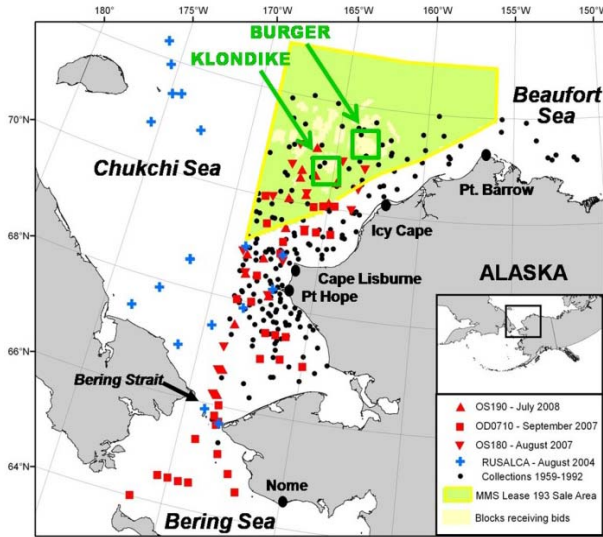 180°
175°W
170°W
165°W
160°W
155°W
150°W
BURGER
KLONDIKE
Beaufort
Sea
70°N
Chukchi Sea
Pt. Barrow
Icy Cape
68°N
Cape Lisburne
Pt Hope
ALASKA
66°N
Bering Strait
64°N
Nome
Bering Sea
OS190 - July 2008
OD0710 - September 2007
OS180 - August 2007
RUSALCA - August 2004
Collections 1959-1992
MMS Lease 193 Sale Area
Blocks receiving bids